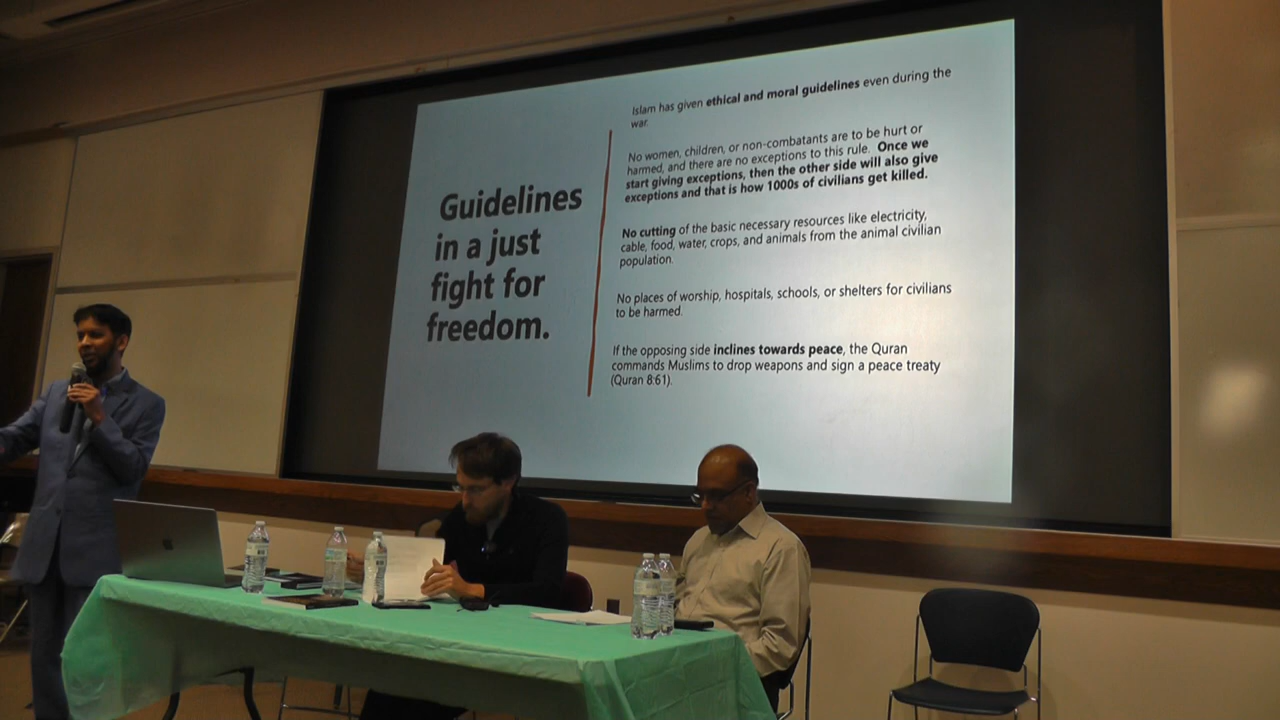 Guidelines
in a just
fight for
freedom.
Islam has given ethical and moral guidelines even during the
war.
No women, children, or non-combatants are to be hurt or
harmed, and there are no exceptions to this rule. Once we
start giving exceptions, then the other side will also give
exceptions and that is how 1000s of civilians get killed.
No cutting of the basic necessary resources like electricity,
cable, food, water, crops, and animals from the animal civilian
population.
No places of worship, hospitals, schools, or shelters for civilians
to be harmed.
If the opposing side inclines towards peace, the Quran
commands Muslims to drop weapons and sign a peace treaty
(Quran 8:61).